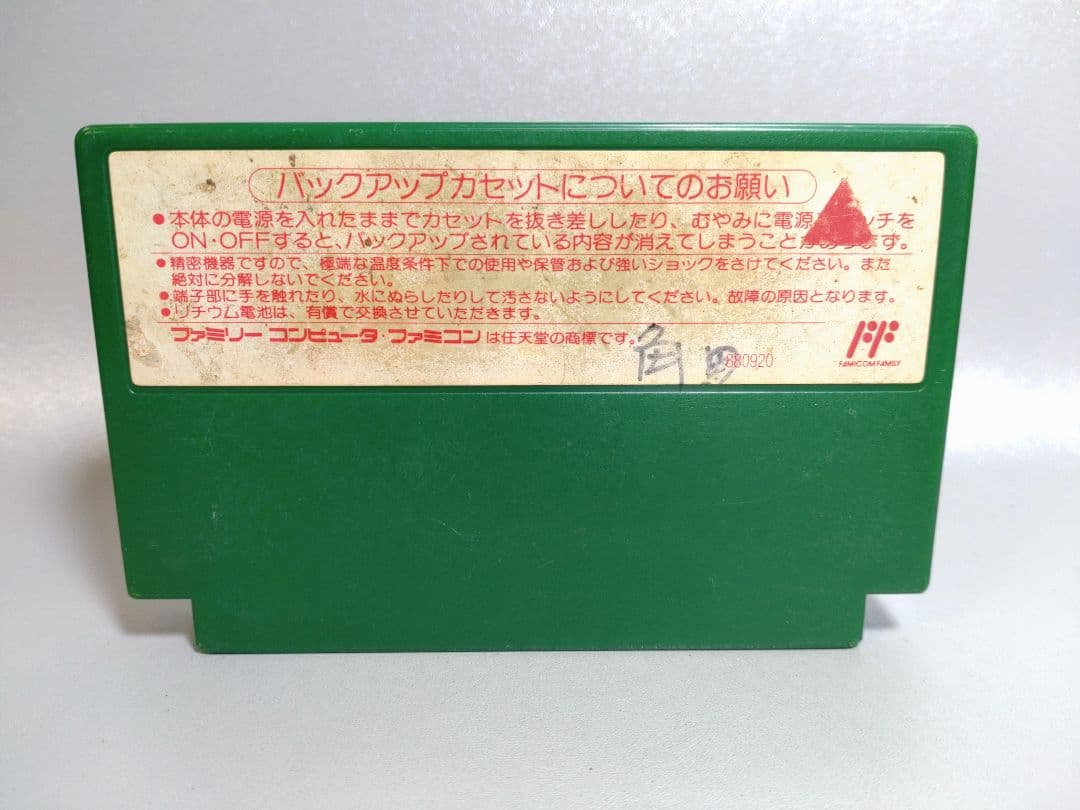 バックアップカセットについてのお願い
●本体の電源を入れたままでカセットを抜き差ししたり、むやみに電源 ッチを
ON・OFFすると、バックアップされている内容が消えてしまうことがあります。
●精密機器ですので、極端な温度条件下での使用や保管および強いショックをさけてください。また
絶対に分解しないでください。
●端子部に手を触れたり、水にぬらしたりして汚さないようにしてください。故障の原因となります。
●リチウム電池は、有償で交換させていただきます。
ファミリーコンピュータ・ファミコンは任天堂の商標です。
角田
880920
FF
FAMICOM FAMILY